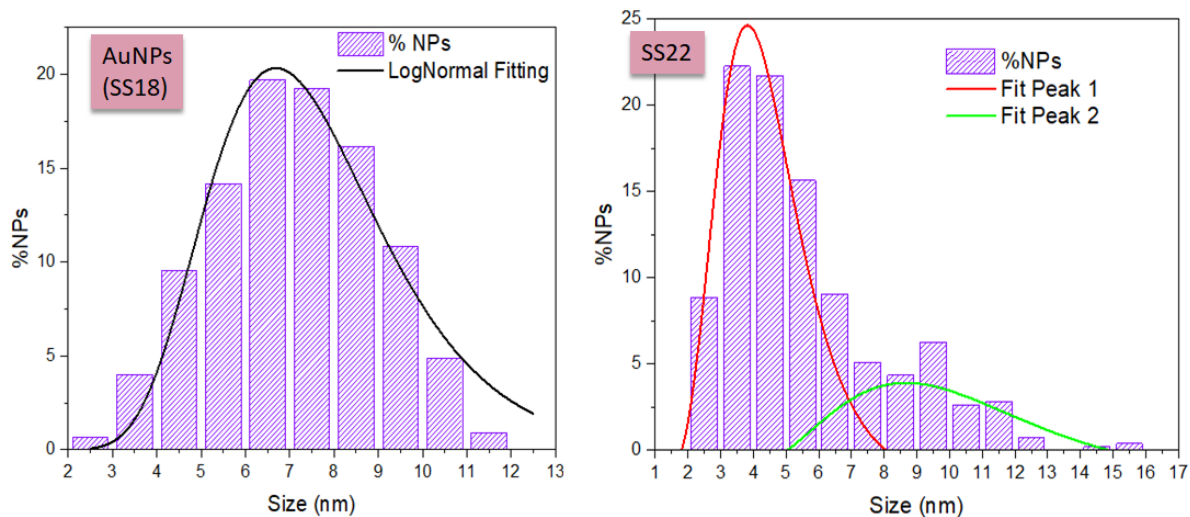 AuNPs
(SS18)
% NPs
LogNormal Fitting
%NPs
20
15
10
5
0
2 3 4 5 6 7 8 9 10 11 12 13
Size (nm)
SS22
%NPs
Fit Peak 1
Fit Peak 2
%NPs
25
20
15
10
5
0
1 2 3 4 5 6 7 8 9 10 11 12 13 14 15 16 17
Size (nm)